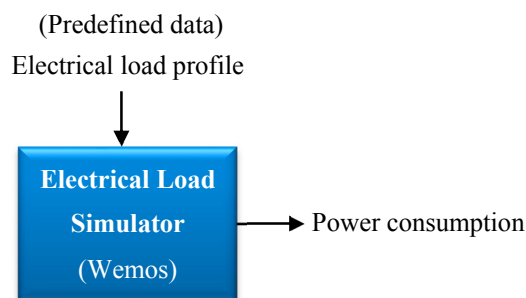 (Predefined data)
Electrical load profile
Electrical Load
Simulator
(Wemos)
Power consumption